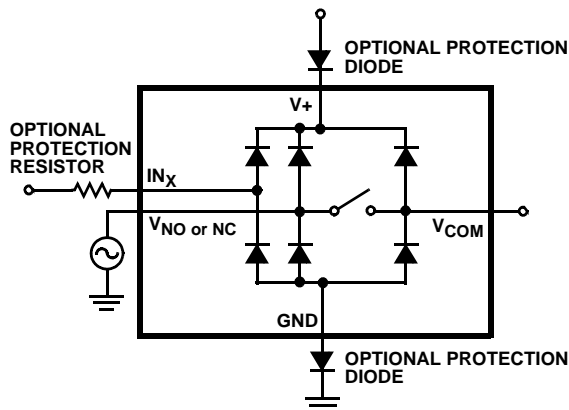 OPTIONAL PROTECTION
DIODE
V+
OPTIONAL
PROTECTION
RESISTOR
INX
VNO or NC
VCOM
GND
OPTIONAL PROTECTION
DIODE